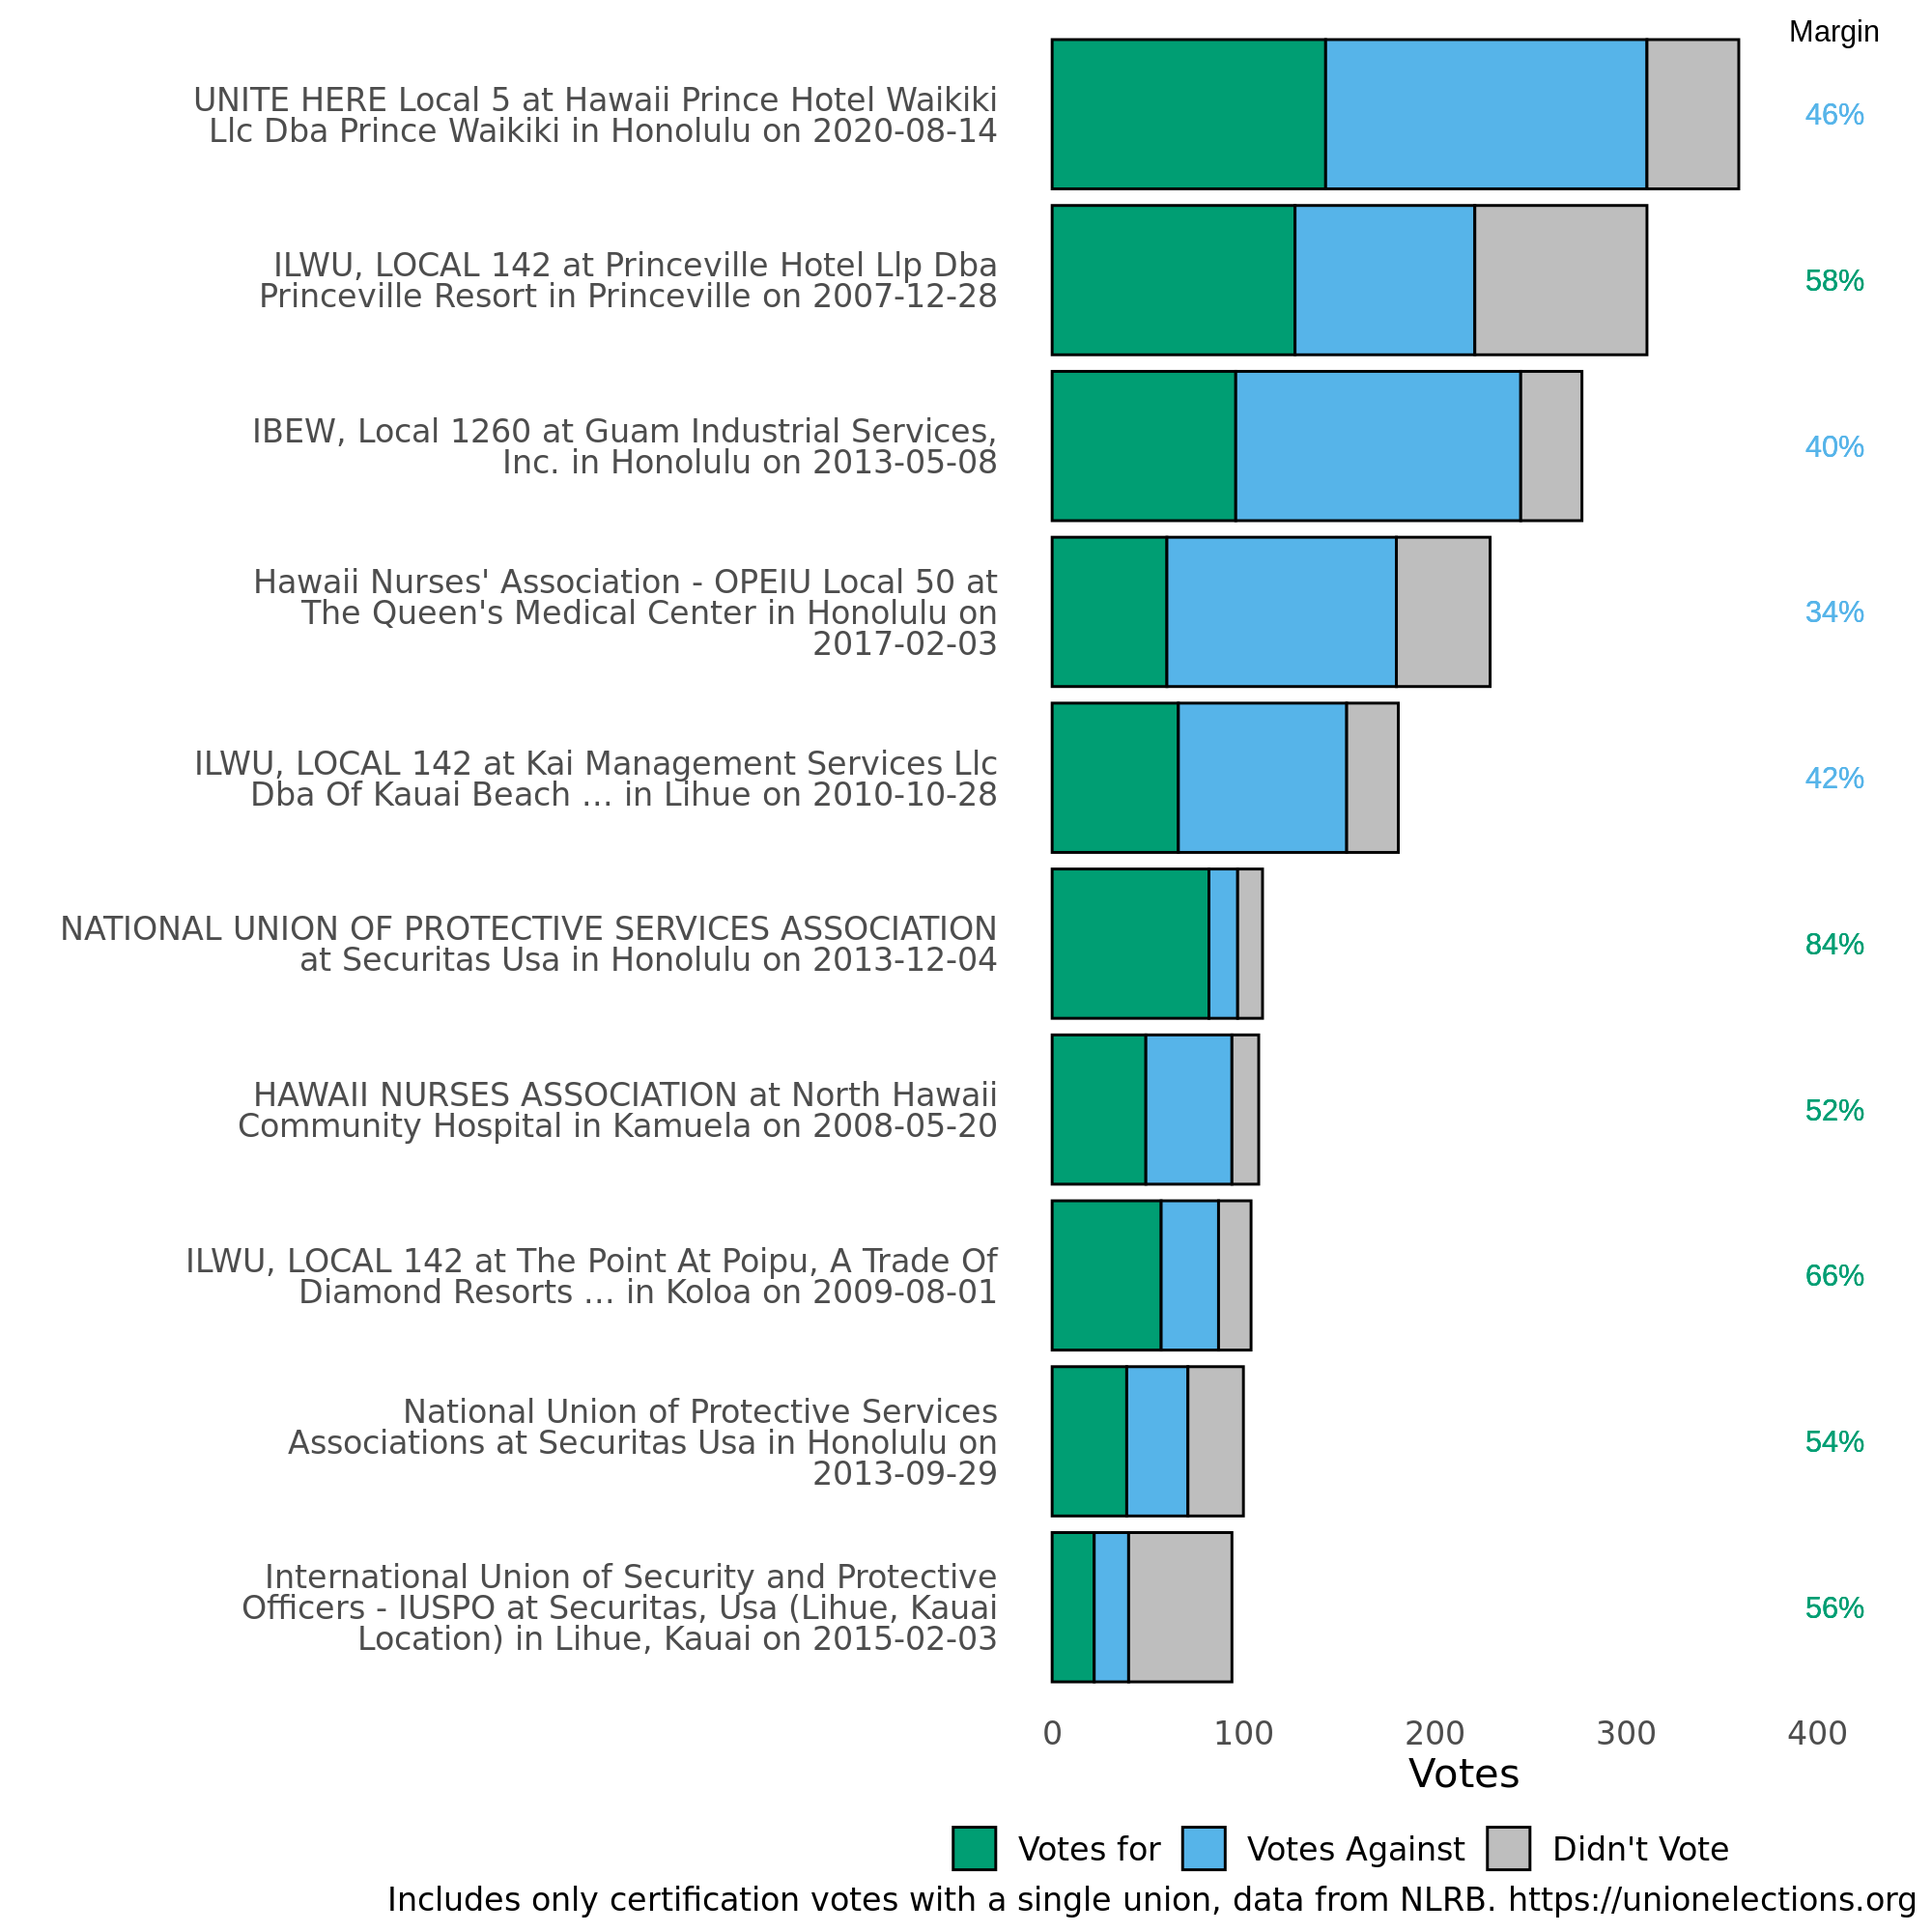 Margin
UNITE HERE Local 5 at Hawaii Prince Hotel Waikiki
Llc Dba Prince Waikiki in Honolulu on 2020-08-14
46%
ILWU, LOCAL 142 at Princeville Hotel Llp Dba
Princeville Resort in Princeville on 2007-12-28
58%
IBEW, Local 1260 at Guam Industrial Services,
Inc. in Honolulu on 2013-05-08
40%
Hawaii Nurses' Association - OPEIU Local 50 at
The Queen's Medical Center in Honolulu on
2017-02-03
34%
ILWU, LOCAL 142 at Kai Management Services Llc
Dba Of Kauai Beach ... in Lihue on 2010-10-28
42%
NATIONAL UNION OF PROTECTIVE SERVICES ASSOCIATION
at Securitas Usa in Honolulu on 2013-12-04
84%
HAWAII NURSES ASSOCIATION at North Hawaii
Community Hospital in Kamuela on 2008-05-20
52%
ILWU, LOCAL 142 at The Point At Poipu, A Trade Of
Diamond Resorts ... in Koloa on 2009-08-01
66%
National Union of Protective Services
Associations at Securitas Usa in Honolulu on
2013-09-29
54%
International Union of Security and Protective
Officers - IUSPO at Securitas, Usa (Lihue, Kauai
Location) in Lihue, Kauai on 2015-02-03
56%
0 100 200 300 400
Votes
Votes for Votes Against Didn't Vote
Includes only certification votes with a single union, data from NLRB. https://unionelections.org